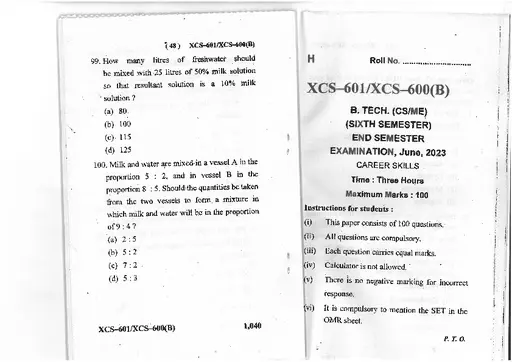 ( 48 ) XCS–601/XCS–600(B)
99. How many litres of freshwater should
be mixed with 25 litres of 50% milk solution
so that resultant solution is a 10% milk
solution ?
(a) 80
(b) 100
(c) 115
(d) 125
100. Milk and water are mixed in a vessel A in the
proportion 5 : 2, and in vessel B in the
proportion 8 : 5. Should the quantities be taken
from the two vessels to form a mixture in
which milk and water will be in the proportion
of 9 : 4 ?
(a) 2 : 5
(b) 5 : 2
(c) 7 : 2
(d) 5 : 3
XCS–601/XCS–600(B) 1,040
H Roll No. ..............................
XCS–601/XCS–600(B)
B. TECH. (CS/ME)
(SIXTH SEMESTER)
END SEMESTER
EXAMINATION, June, 2023
CAREER SKILLS
Time : Three Hours
Maximum Marks : 100
Instructions for students :
(i) This paper consists of 100 questions.
(ii) All questions are compulsory.
(iii) Each question carries equal marks.
(iv) Calculator is not allowed.
(v) There is no negative marking for incorrect
response.
(vi) It is compulsory to mention the SET in the
OMR sheet.
P. T. O.